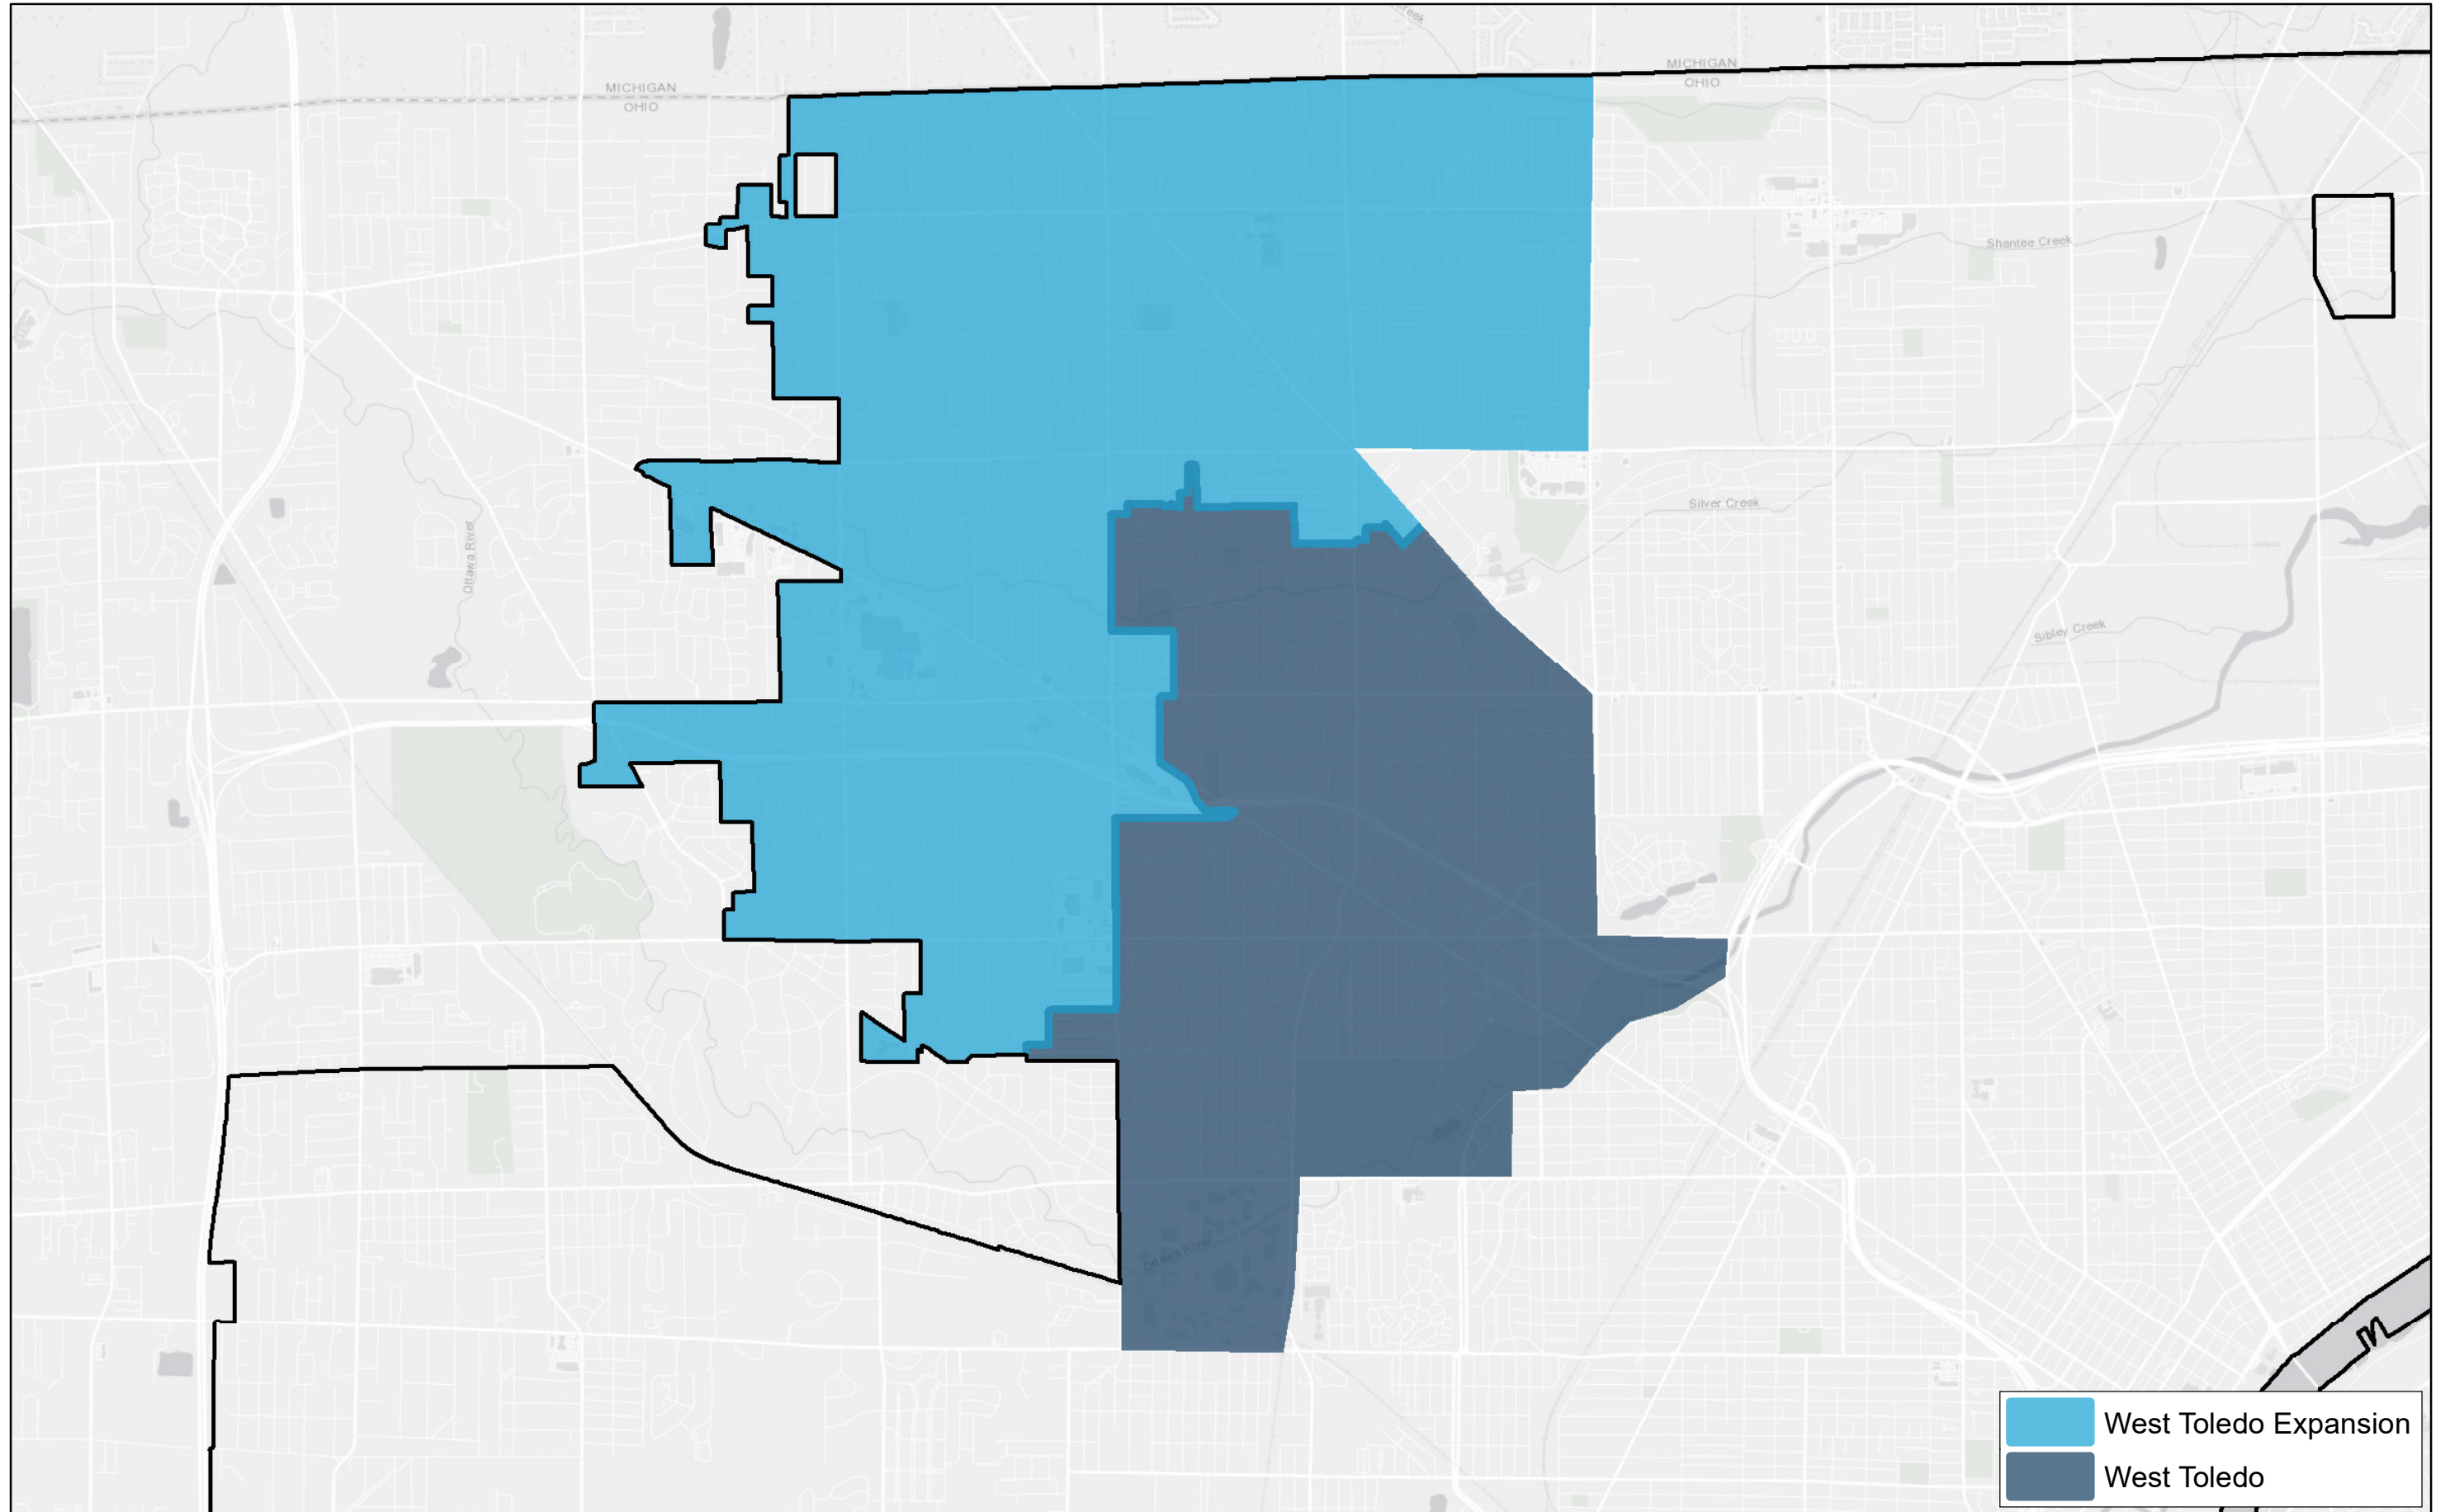 reek
MICHIGAN
OHIO
MICHIGAN
OHIO
Shantee Creek
Silver Creek
Ottawa River
Sibley Creek
Ottawa River
West Toledo Expansion
West Toledo